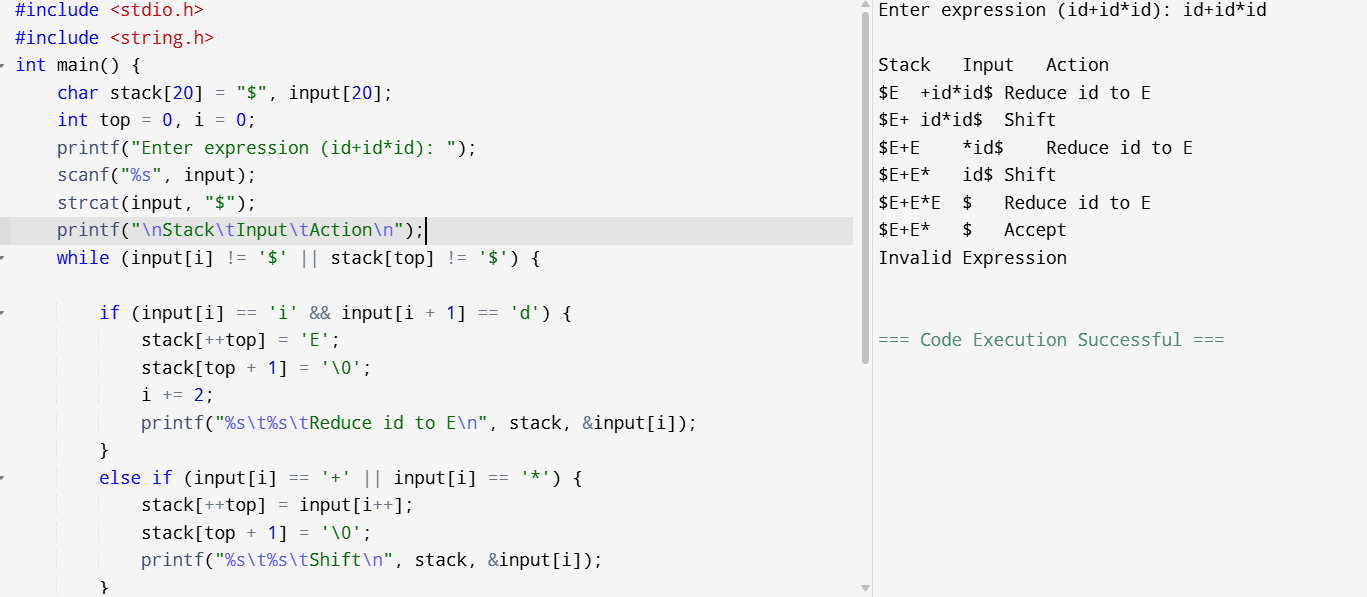 #include <stdio.h>
#include <string.h>
int main() {
    char stack[20] = "$", input[20];
    int top = 0, i = 0;
    printf("Enter expression (id+id*id): ");
    scanf("%s", input);
    strcat(input, "$");
    printf("\nStack\tInput\tAction\n");
    while (input[i] != '$' || stack[top] != '$') {

        if (input[i] == 'i' && input[i + 1] == 'd') {
            stack[++top] = 'E';
            stack[top + 1] = '\0';
            i += 2;
            printf("%s\t%s\tReduce id to E\n", stack, &input[i]);
        }
        else if (input[i] == '+' || input[i] == '*') {
            stack[++top] = input[i++];
            stack[top + 1] = '\0';
            printf("%s\t%s\tShift\n", stack, &input[i]);
        }
Enter expression (id+id*id): id+id*id

Stack   Input   Action
$E  +id*id$ Reduce id to E
$E+ id*id$  Shift
$E+E    *id$    Reduce id to E
$E+E*   id$ Shift
$E+E*E  $   Reduce id to E
$E+E*   $   Accept
Invalid Expression

=== Code Execution Successful ===